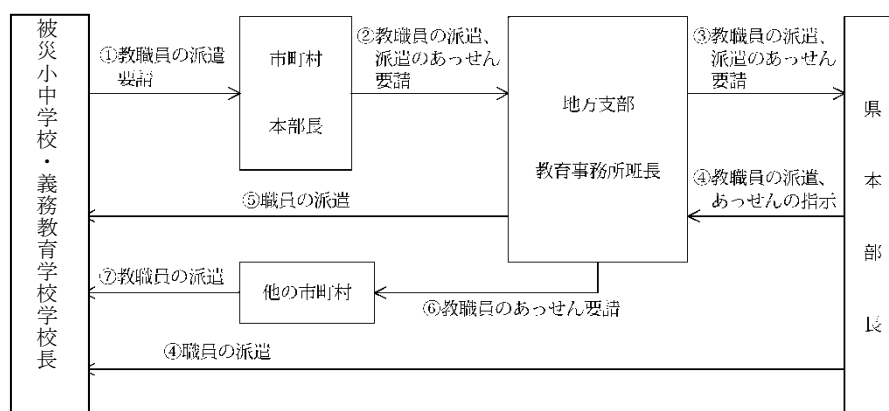 被災小中学校・義務教育学校学校長
①教職員の派遣
要請
市町村
本部長
②教職員の派遣、
派遣のあっせん
要請
地方支部
教育事務所班長
③教職員の派遣、
派遣のあっせん
要請
県本部長
④教職員の派遣、
あっせんの指示
⑤職員の派遣
⑦教職員の派遣
他の市町村
⑥教職員のあっせん要請
④職員の派遣